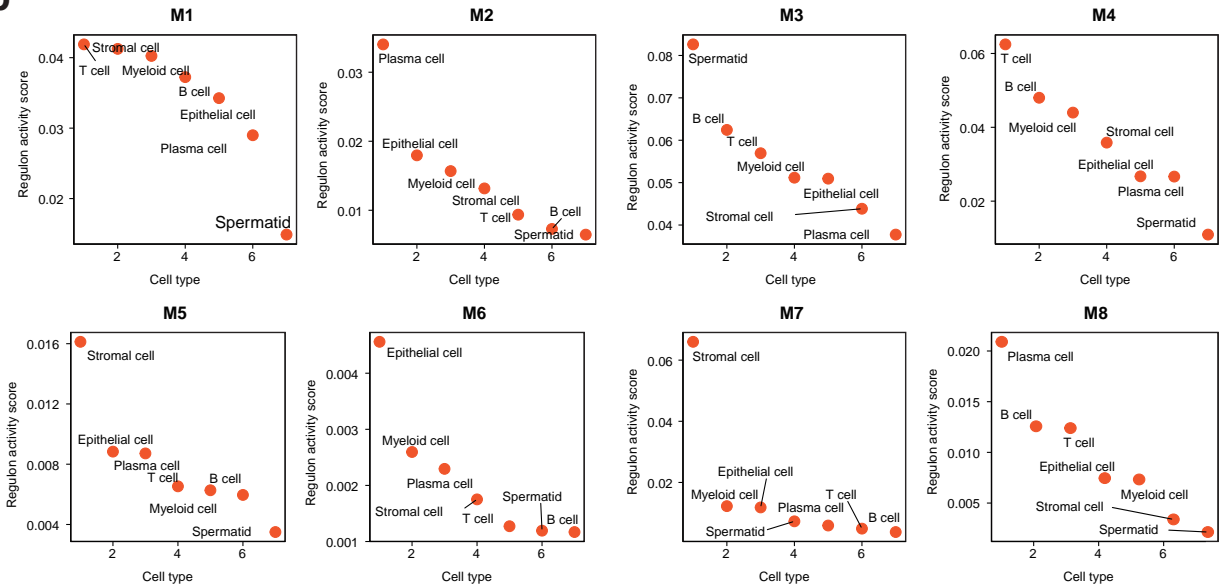 M1
M2
M3
M4
Regulon activity score
0.04
0.03
0.02
Stromal cell
T cell
Myeloid cell
B cell
Epithelial cell
Plasma cell
Spermatid
2
4
6
Cell type
Regulon activity score
0.03
0.02
0.01
Plasma cell
Epithelial cell
Myeloid cell
Stromal cell
T cell
B cell
Spermatid
2
4
6
Cell type
Regulon activity score
0.08
0.07
0.06
0.05
0.04
Spermatid
B cell
T cell
Myeloid cell
Epithelial cell
Stromal cell
Plasma cell
2
4
6
Cell type
Regulon activity score
0.06
0.04
0.02
T cell
B cell
Myeloid cell
Stromal cell
Epithelial cell
Plasma cell
Spermatid
2
4
6
Cell type
M5
M6
M7
M8
Regulon activity score
0.016
0.012
0.008
0.004
Stromal cell
Epithelial cell
Plasma cell
T cell
B cell
Myeloid cell
Spermatid
2
4
6
Cell type
Regulon activity score
0.004
0.003
0.002
0.001
Epithelial cell
Myeloid cell
Plasma cell
Stromal cell
Spermatid
T cell
B cell
2
4
6
Cell type
Regulon activity score
0.06
0.04
0.02
Stromal cell
Epithelial cell
Myeloid cell
T cell
Plasma cell
B cell
Spermatid
2
4
6
Cell type
Regulon activity score
0.020
0.015
0.010
0.005
Plasma cell
B cell
T cell
Epithelial cell
Myeloid cell
Stromal cell
Spermatid
2
4
6
Cell type